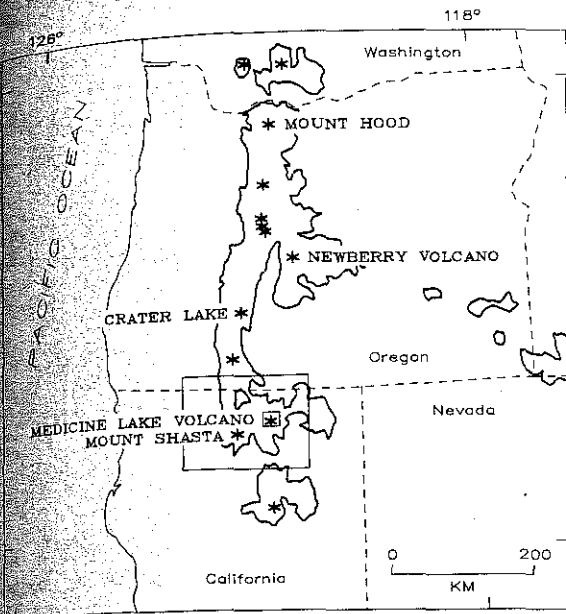 118°
126°
Washington
PACIFIC OCEAN
MOUNT HOOD
NEWBERRY VOLCANO
CRATER LAKE
Oregon
MEDICINE LAKE VOLCANO
MOUNT SHASTA
Nevada
0 200
KM
California